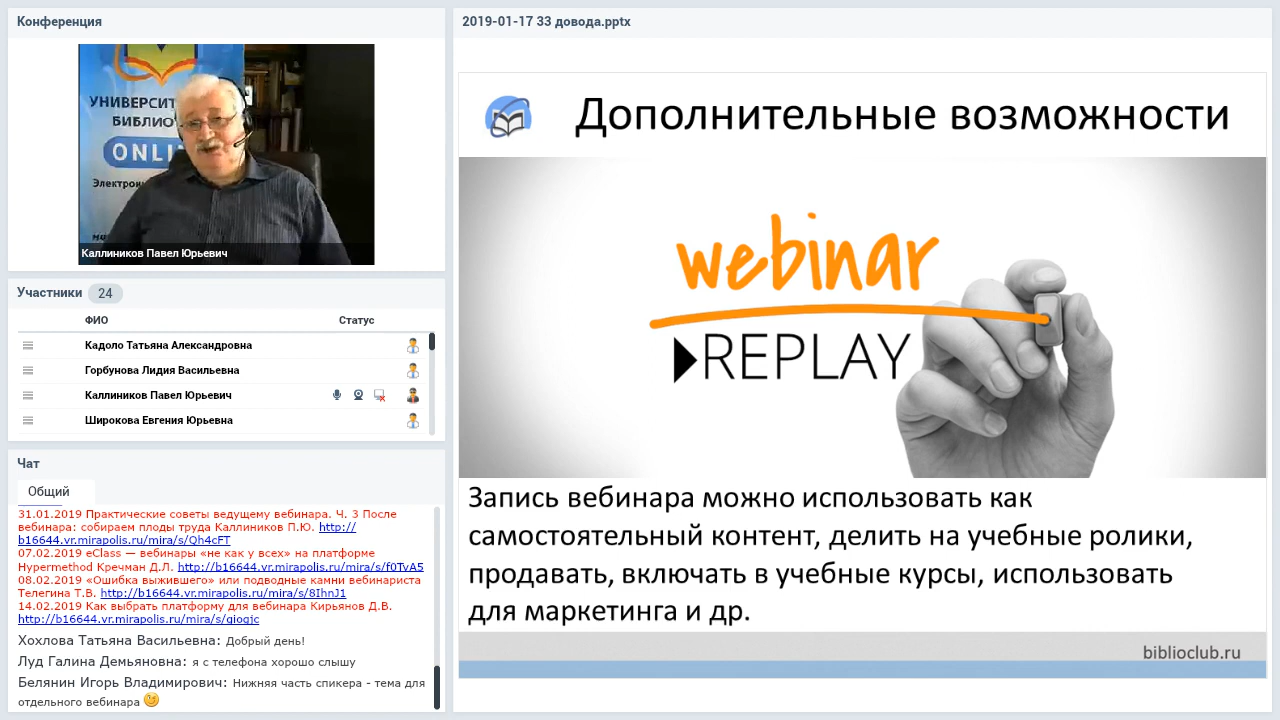 Конференция
УНИВЕРСИТ
БИБЛИО
ONLI
Электрон
Каллиников Павел Юрьевич
Участники 24
ФИО Статус
Кадоло Татьяна Александровна
Горбунова Лидия Васильевна
Каллиников Павел Юрьевич
Широкова Евгения Юрьевна
Чат
Общий
31.01.2019 Практические советы ведущему вебинара. Ч. 3 После
вебинара: собираем плоды труда Каллиников П.Ю. http://
b16644.vr.mirapolis.ru/mira/s/Qh4cFT
07.02.2019 eClass — вебинары «не как у всех» на платформе
Hypermethod Кречман Д.Л. http://b16644.vr.mirapolis.ru/mira/s/f0TvA5
08.02.2019 «Ошибка выжившего» или подводные камни вебинариста
Телегина Т.В. http://b16644.vr.mirapolis.ru/mira/s/8IhnJ1
14.02.2019 Как выбрать платформу для вебинара Кирьянов Д.В.
http://b16644.vr.mirapolis.ru/mira/s/giogjc
Хохлова Татьяна Васильевна: Добрый день!
Луд Галина Демьяновна: я с телефона хорошо слышу
Белянин Игорь Владимирович: Нижняя часть спикера - тема для
отдельного вебинара
2019-01-17 33 довода.pptx
Дополнительные возможности
webinar
REPLAY
Запись вебинара можно использовать как
самостоятельный контент, делить на учебные ролики,
продавать, включать в учебные курсы, использовать
для маркетинга и др.
biblioclub.ru